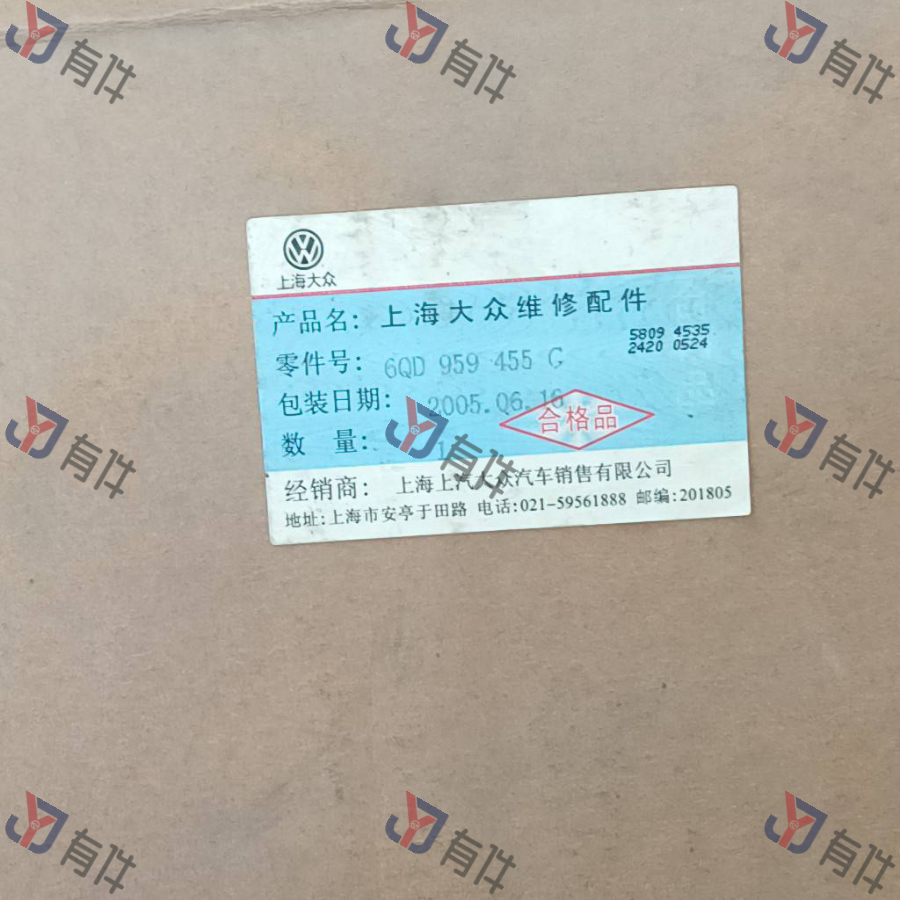 有件 有件 有件
上海大众
产品名: 上海大众维修配件
5809 4535
零件号: 6QD 959 455 G
2420 0524
包装日期: 2005.06.16
合格品
数 量: 1
有件 有件 有件
经销商: 上海上汽大众汽车销售有限公司
地址:上海市安亭于田路 电话:021-59561888 邮编:201805
有件 有件 有件